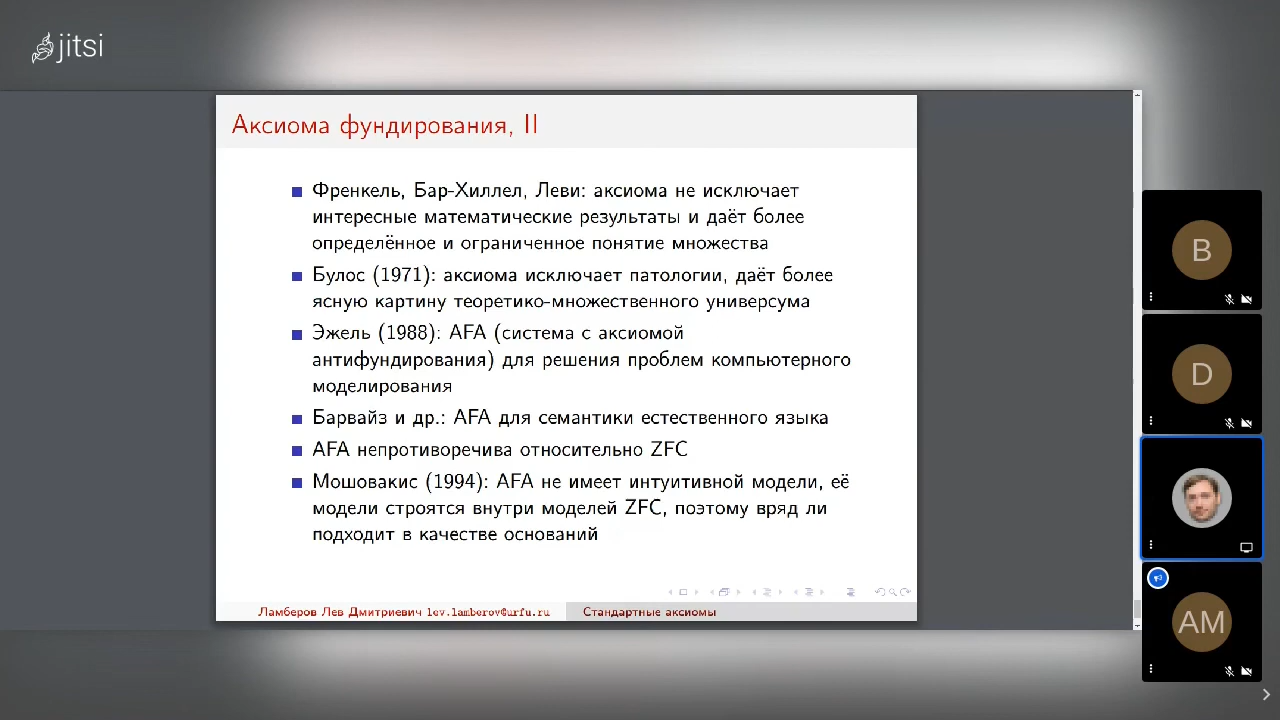 jitsi
Аксиома фундирования, II
Френкель, Бар-Хиллел, Леви: аксиома не исключает
интересные математические результаты и даёт более
определённое и ограниченное понятие множества
Булос (1971): аксиома исключает патологии, даёт более
ясную картину теоретико-множественного универсума
Эжель (1988): AFA (система с аксиомой
антифундирования) для решения проблем компьютерного
моделирования
Барвайз и др.: AFA для семантики естественного языка
AFA непротиворечива относительно ZFC
Мошовакис (1994): AFA не имеет интуитивной модели, её
модели строятся внутри моделей ZFC, поэтому вряд ли
подходит в качестве оснований
Ламберов Лев Дмитриевич lev.lamberov@urfu.ru
Стандартные аксиомы
B
D
AM